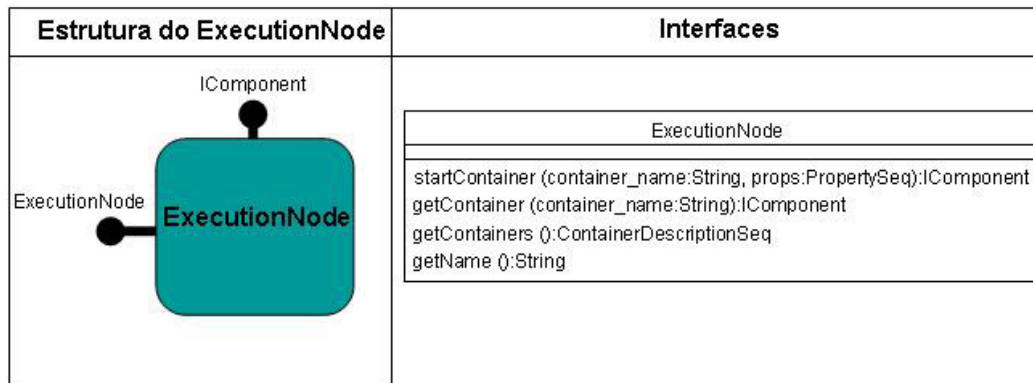 Estrutura do ExecutionNode
Interfaces
IComponent
ExecutionNode
ExecutionNode
ExecutionNode
startContainer (container_name:String, props:PropertySeq):IComponent
getContainer (container_name:String):IComponent
getContainers ():ContainerDescriptionSeq
getName ():String